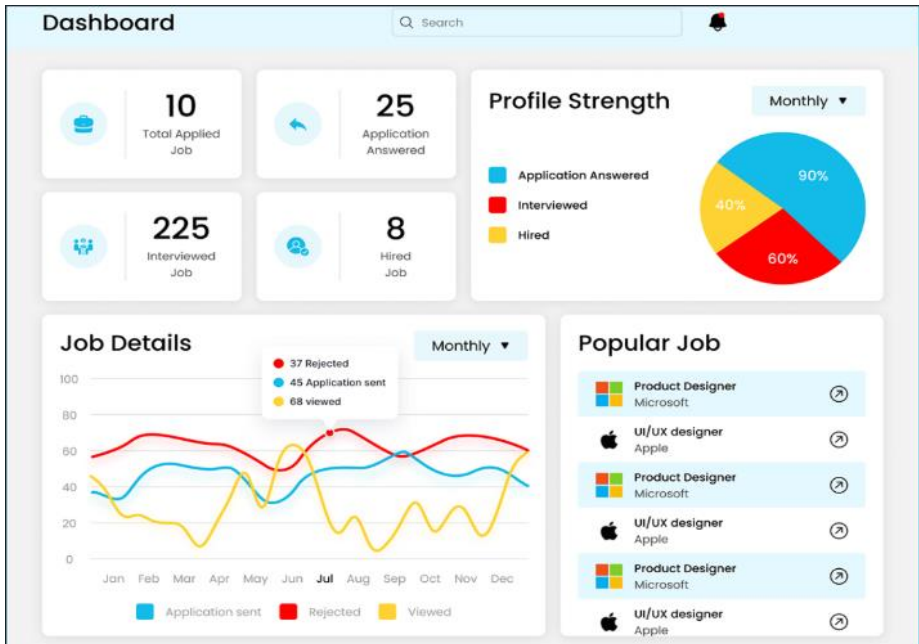 Dashboard
Search
10
Total Applied
Job
25
Application
Answered
225
Interviewed
Job
8
Hired
Job
Profile Strength
Monthly
Application Answered
Interviewed
Hired
90%
40%
60%
Job Details
Monthly
37 Rejected
45 Application sent
68 viewed
100
80
60
40
20
0
Jan Feb Mar Apr May Jun Jul Aug Sep Oct Nov Dec
Application sent Rejected Viewed
Popular Job
Product Designer
Microsoft
UI/UX designer
Apple
Product Designer
Microsoft
UI/UX designer
Apple
Product Designer
Microsoft
UI/UX designer
Apple